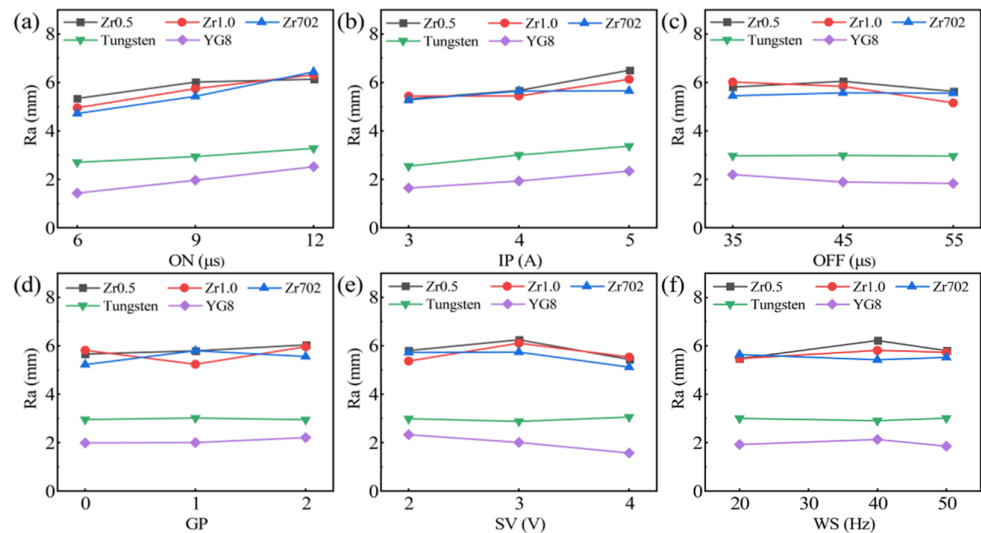 (a) Zr0.5 Zr1.0 Zr702
Tungsten YG8
Ra (mm)
8
6
4
2
0
6 9 12
ON (μs)
(b) Zr0.5 Zr1.0 Zr702
Tungsten YG8
Ra (mm)
8
6
4
2
0
3 4 5
IP (A)
(c) Zr0.5 Zr1.0 Zr702
Tungsten YG8
Ra (mm)
8
6
4
2
0
35 45 55
OFF (μs)
(d) Zr0.5 Zr1.0 Zr702
Tungsten YG8
Ra (mm)
8
6
4
2
0
0 1 2
GP
(e) Zr0.5 Zr1.0 Zr702
Tungsten YG8
Ra (mm)
8
6
4
2
0
2 3 4
SV (V)
(f) Zr0.5 Zr1.0 Zr702
Tungsten YG8
Ra (mm)
8
6
4
2
0
20 30 40 50
WS (Hz)